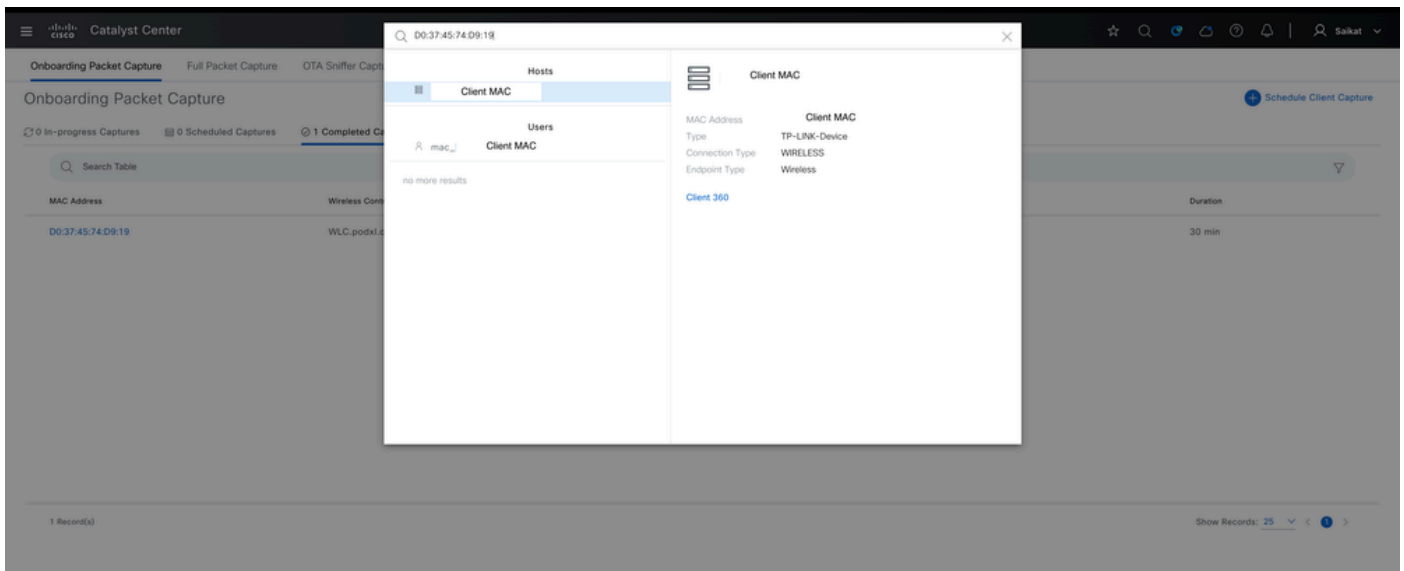 cisco Catalyst Center
Saikat
Onboarding Packet Capture Full Packet Capture OTA Sniffer Capt
Onboarding Packet Capture
Schedule Client Capture
0 In-progress Captures 0 Scheduled Captures 1 Completed Ca
Search Table
MAC Address Wireless Cont Duration
D0:37:45:74:D9:19 WLC.podxl.c 30 min
1 Record(s)
Show Records: 25 1
D0:37:45:74:D9:19
Hosts
Client MAC
Users
mac_: Client MAC
no more results
Client MAC
MAC Address Client MAC
Type TP-LINK-Device
Connection Type WIRELESS
Endpoint Type Wireless
Client 360